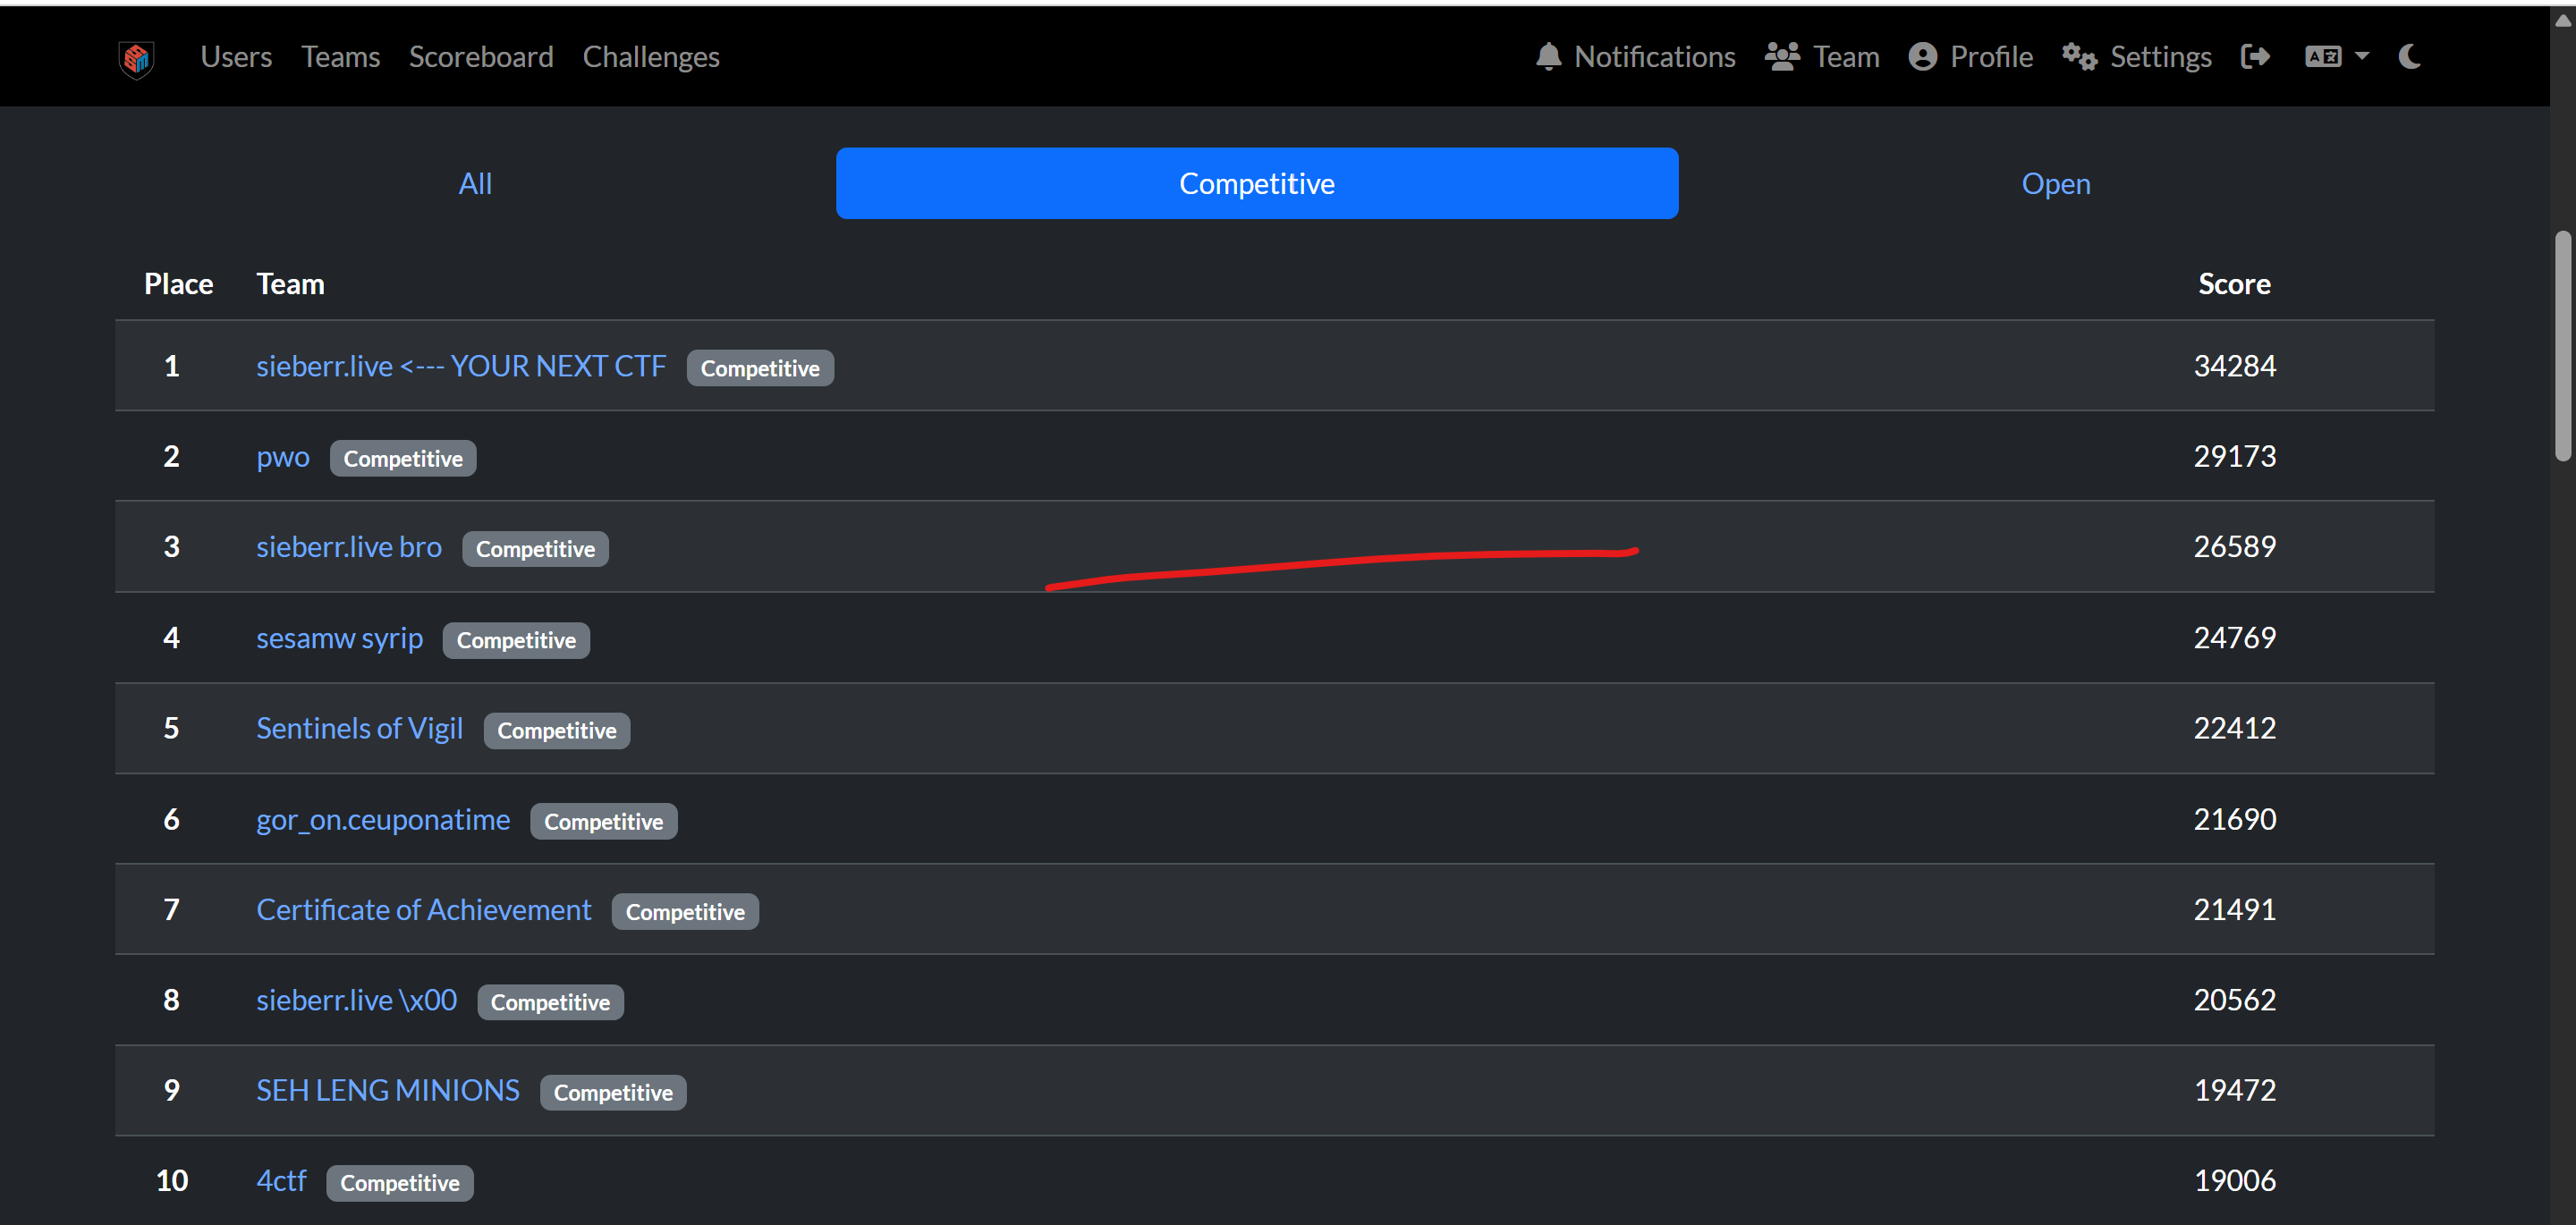 Users Teams Scoreboard Challenges Notifications Team Profile Settings
All Competitive Open
Place Team Score
1 sieberr.live <--- YOUR NEXT CTF Competitive 34284
2 pwo Competitive 29173
3 sieberr.live bro Competitive 26589
4 sesamw syrip Competitive 24769
5 Sentinels of Vigil Competitive 22412
6 gor_on.ceuponatime Competitive 21690
7 Certificate of Achievement Competitive 21491
8 sieberr.live \x00 Competitive 20562
9 SEH LENG MINIONS Competitive 19472
10 4ctf Competitive 19006